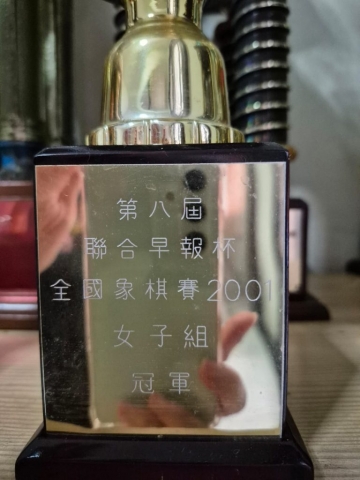 第八屆
聯合早報杯
全國象棋賽2001
女子組
冠軍